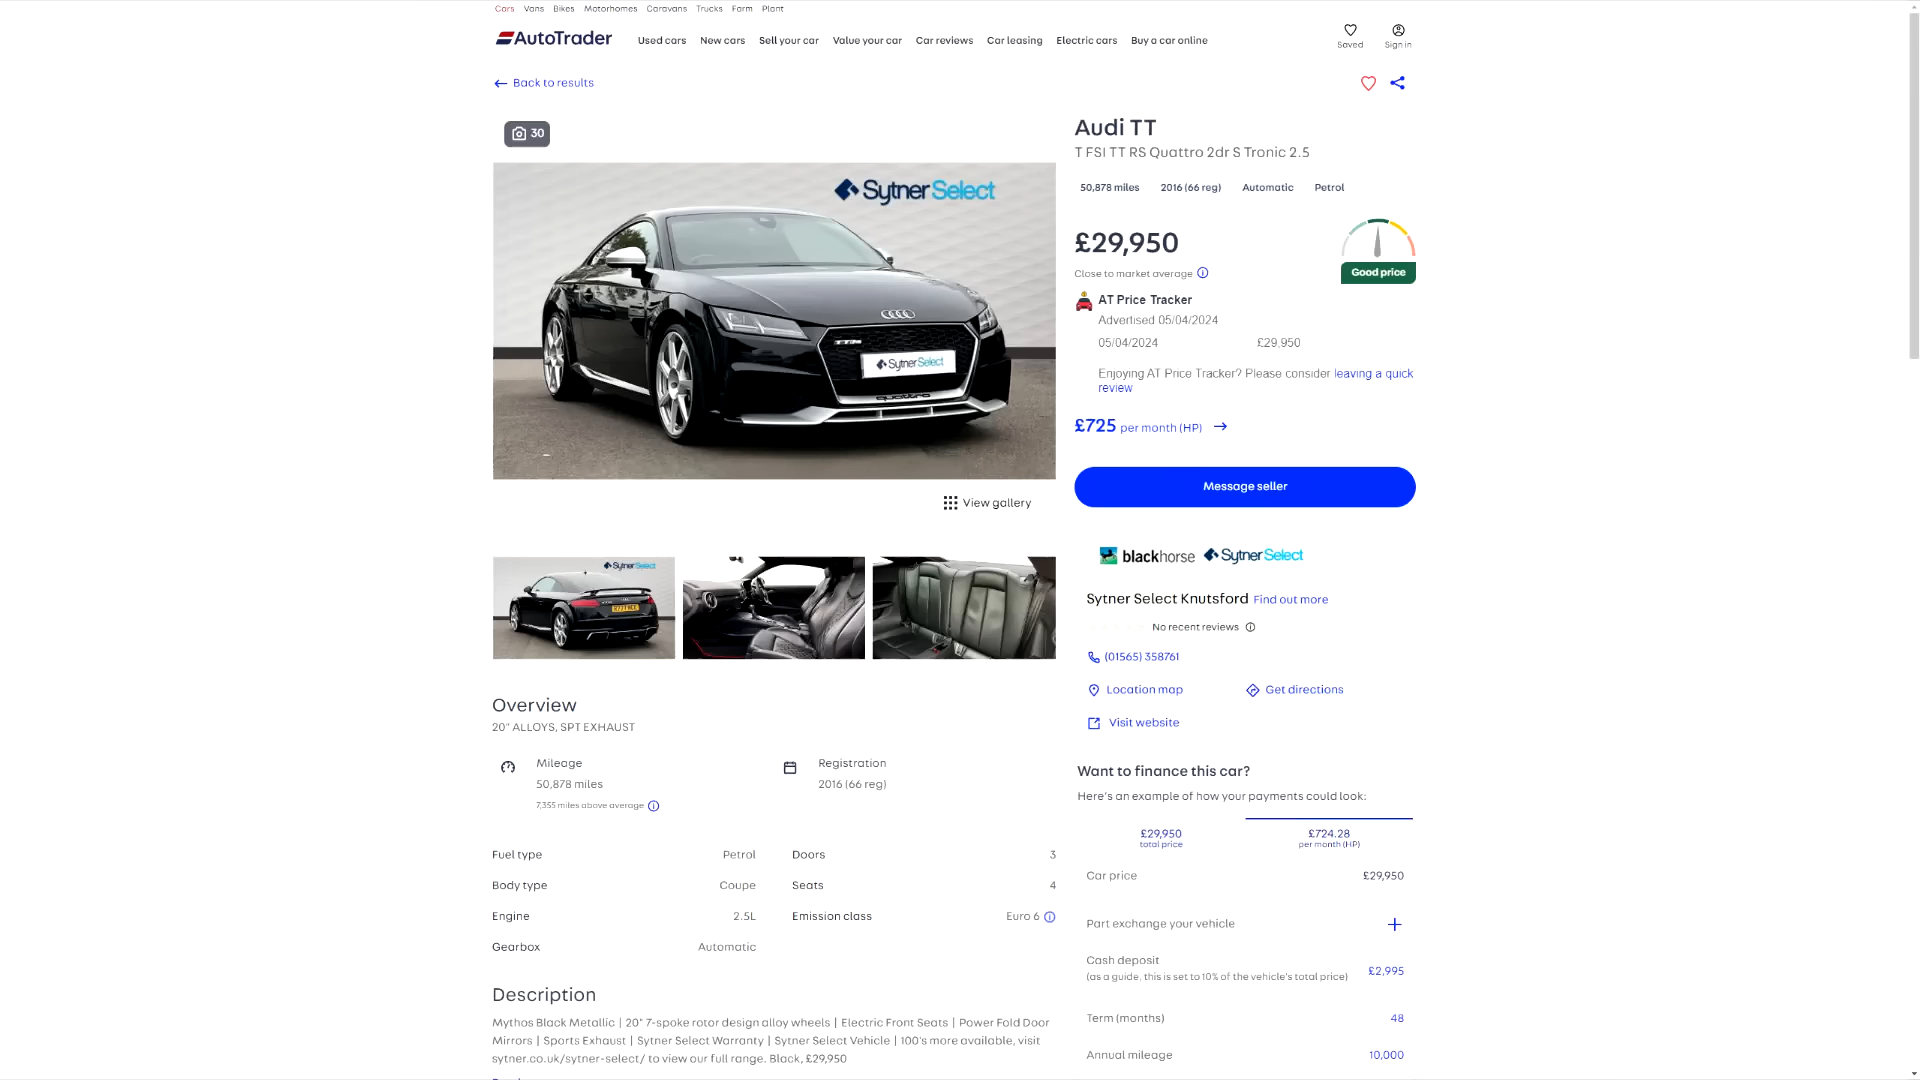 Cars Vans Bikes Motorhomes Caravans Trucks Farm Plant
AutoTrader
Used cars New cars Sell your car Value your car Car reviews Car leasing Electric cars Buy a car online
Saved
Sign in
Back to results
30
Sytner Select
TTRS
Sytner Select
quattro
View gallery
Sytner Select
Audi TT
T FSI TT RS Quattro 2dr S Tronic 2.5
50,878 miles 2016 (66 reg) Automatic Petrol
£29,950
Close to market average
Good price
AT Price Tracker
Advertised 05/04/2024
05/04/2024 £29,950
Enjoying AT Price Tracker? Please consider leaving a quick
review
£725 per month (HP)
Message seller
blackhorse Sytner Select
Sytner Select Knutsford Find out more
No recent reviews
(01565) 358761
Location map Get directions
Visit website
Overview
20" ALLOYS, SPT EXHAUST
Mileage
50,878 miles
7,355 miles above average
Registration
2016 (66 reg)
Fuel type Petrol Doors 3
Body type Coupe Seats 4
Engine 2.5L Emission class Euro 6
Gearbox Automatic
Description
Mythos Black Metallic | 20" 7-spoke rotor design alloy wheels | Electric Front Seats | Power Fold Door
Mirrors | Sports Exhaust | Sytner Select Warranty | Sytner Select Vehicle | 100's more available, visit
sytner.co.uk/sytner-select/ to view our full range. Black, £29,950
Want to finance this car?
Here's an example of how your payments could look:
£29,950
total price
£724.28
per month (HP)
Car price £29,950
Part exchange your vehicle
Cash deposit
(as a guide, this is set to 10% of the vehicle's total price) £2,995
Term (months) 48
Annual mileage 10,000